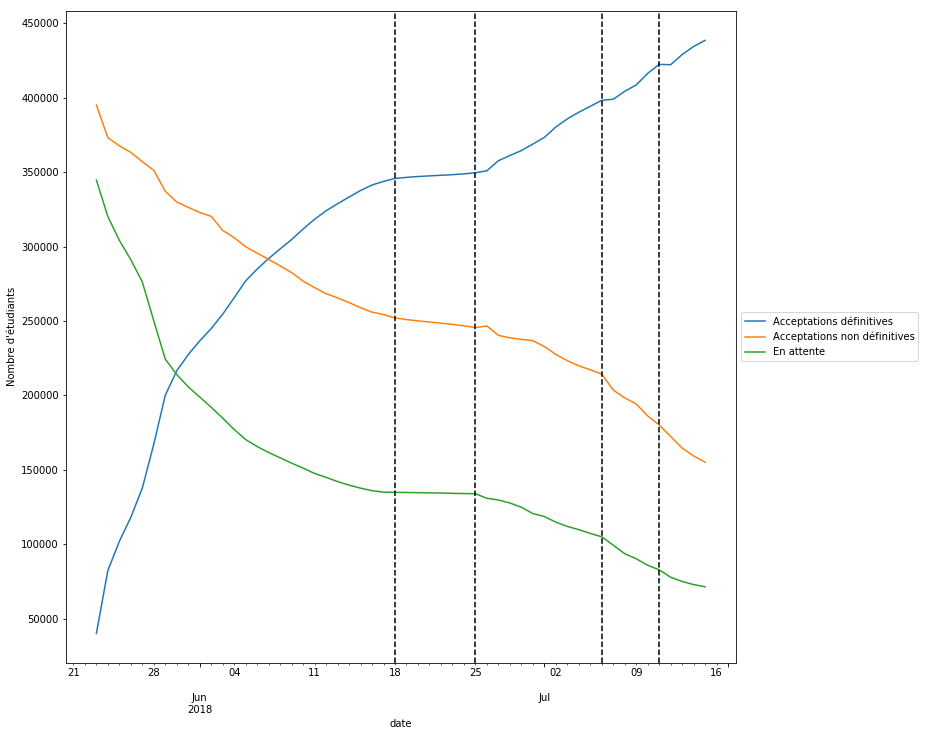 450000
400000
350000
300000
250000
200000
150000
100000
50000
Nombre d'étudiants
21 28 04 11 18 25 02 09 16
Jun Jul
2018
date
Acceptations définitives
Acceptations non définitives
En attente